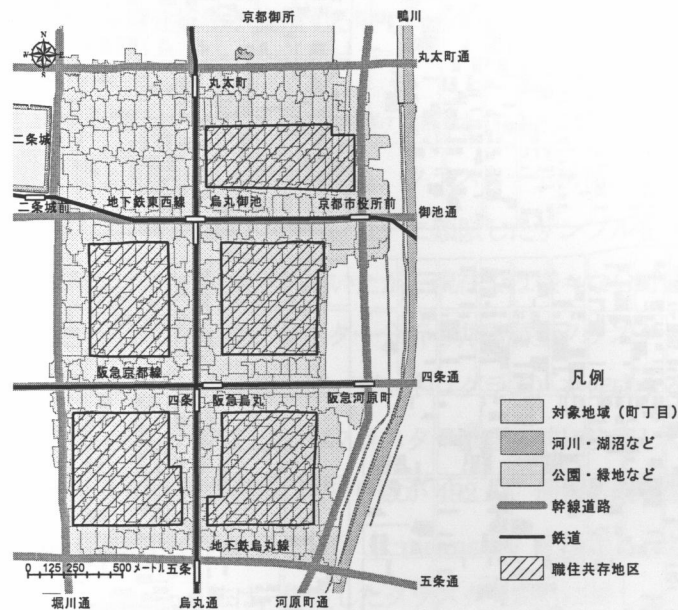 京都御所
鴨川
N
丸太町通
丸太町
二条城
地下鉄東西線
烏丸御池
京都市役所前
二条城前
御池通
阪急京都線
四条
阪急烏丸
阪急河原町
四条通
凡例
対象地域（町丁目）
河川・湖沼など
公園・緑地など
幹線道路
鉄道
職住共存地区
地下鉄烏丸線
0 125 250 500 メートル
五条
五条通
堀川通
烏丸通
河原町通